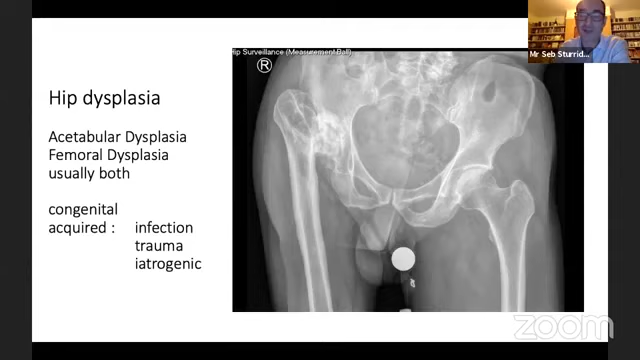 Hip dysplasia
Acetabular Dysplasia
Femoral Dysplasia
usually both
congenital
acquired : infection
trauma
iatrogenic
Hip Surveillance (Measurement Ball)
R
Mr Seb Sturrid...
zoom